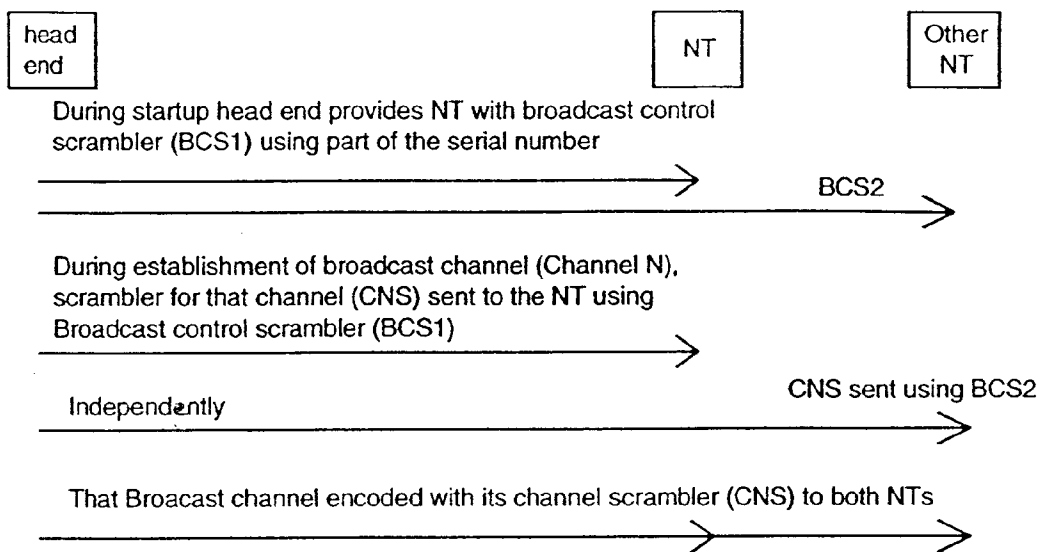 head
end
NT
Other
NT
During startup head end provides NT with broadcast control
scrambler (BCS1) using part of the serial number
BCS2
During establishment of broadcast channel (Channel N),
scrambler for that channel (CNS) sent to the NT using
Broadcast control scrambler (BCS1)
CNS sent using BCS2
Independently
That Broacast channel encoded with its channel scrambler (CNS) to both NTs